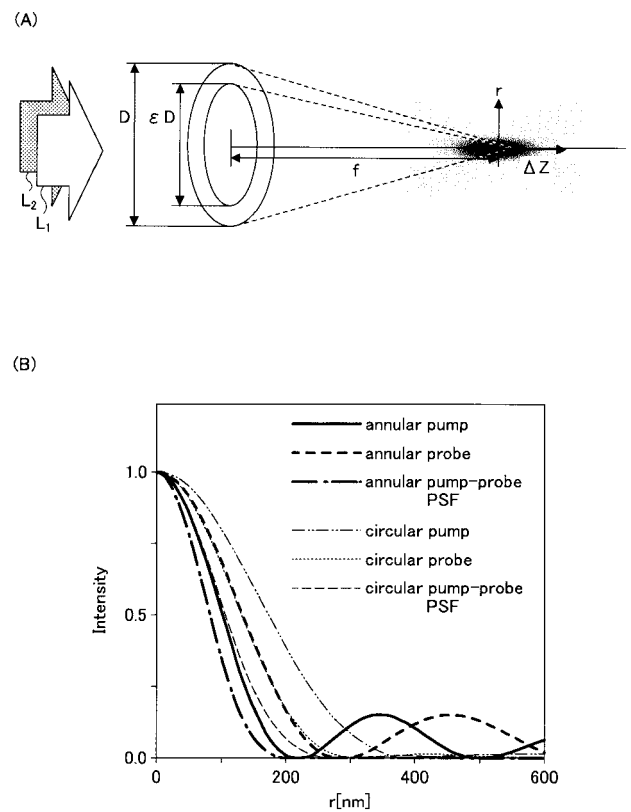 (A)
D
εD
r
f
ΔZ
L2
L1
(B)
annular pump
annular probe
annular pump-probe
PSF
circular pump
circular probe
circular pump-probe
PSF
1.0
0.5
0.0
Intensity
0
200
400
600
r[nm]